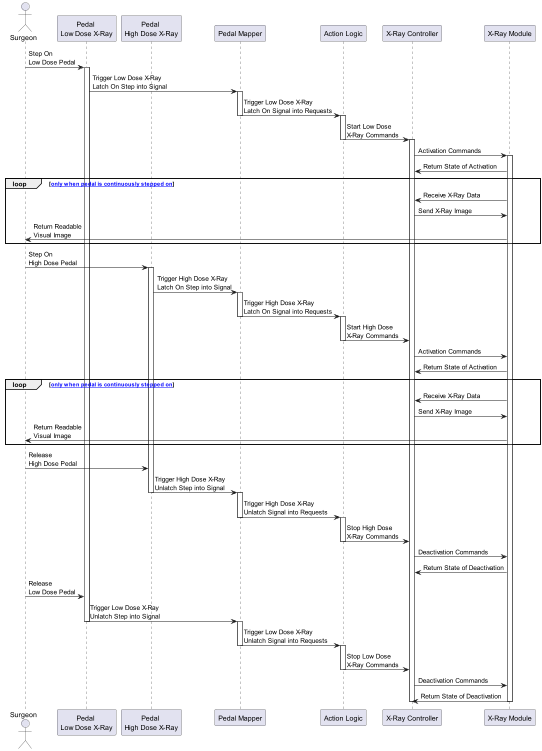 Surgeon
Pedal
Low Dose X-Ray
Pedal
High Dose X-Ray
Pedal Mapper
Action Logic
X-Ray Controller
X-Ray Module
Step On
Low Dose Pedal
Trigger Low Dose X-Ray
Latch On Step into Signal
Trigger Low Dose X-Ray
Latch On Signal into Requests
Start Low Dose
X-Ray Commands
Activation Commands
Return State of Activation
loop
[only when pedal is continuously stepped on]
Receive X-Ray Data
Send X-Ray Image
Return Readable
Visual Image
Step On
High Dose Pedal
Trigger High Dose X-Ray
Latch On Step into Signal
Trigger High Dose X-Ray
Latch On Signal into Requests
Start High Dose
X-Ray Commands
Activation Commands
Return State of Activation
loop
[only when pedal is continuously stepped on]
Receive X-Ray Data
Send X-Ray Image
Return Readable
Visual Image
Release
High Dose Pedal
Trigger High Dose X-Ray
Unlatch Step into Signal
Trigger High Dose X-Ray
Unlatch Signal into Requests
Stop High Dose
X-Ray Commands
Deactivation Commands
Return State of Deactivation
Release
Low Dose Pedal
Trigger Low Dose X-Ray
Unlatch Step into Signal
Trigger Low Dose X-Ray
Unlatch Signal into Requests
Stop Low Dose
X-Ray Commands
Deactivation Commands
Return State of Deactivation
Surgeon
Pedal
Low Dose X-Ray
Pedal
High Dose X-Ray
Pedal Mapper
Action Logic
X-Ray Controller
X-Ray Module